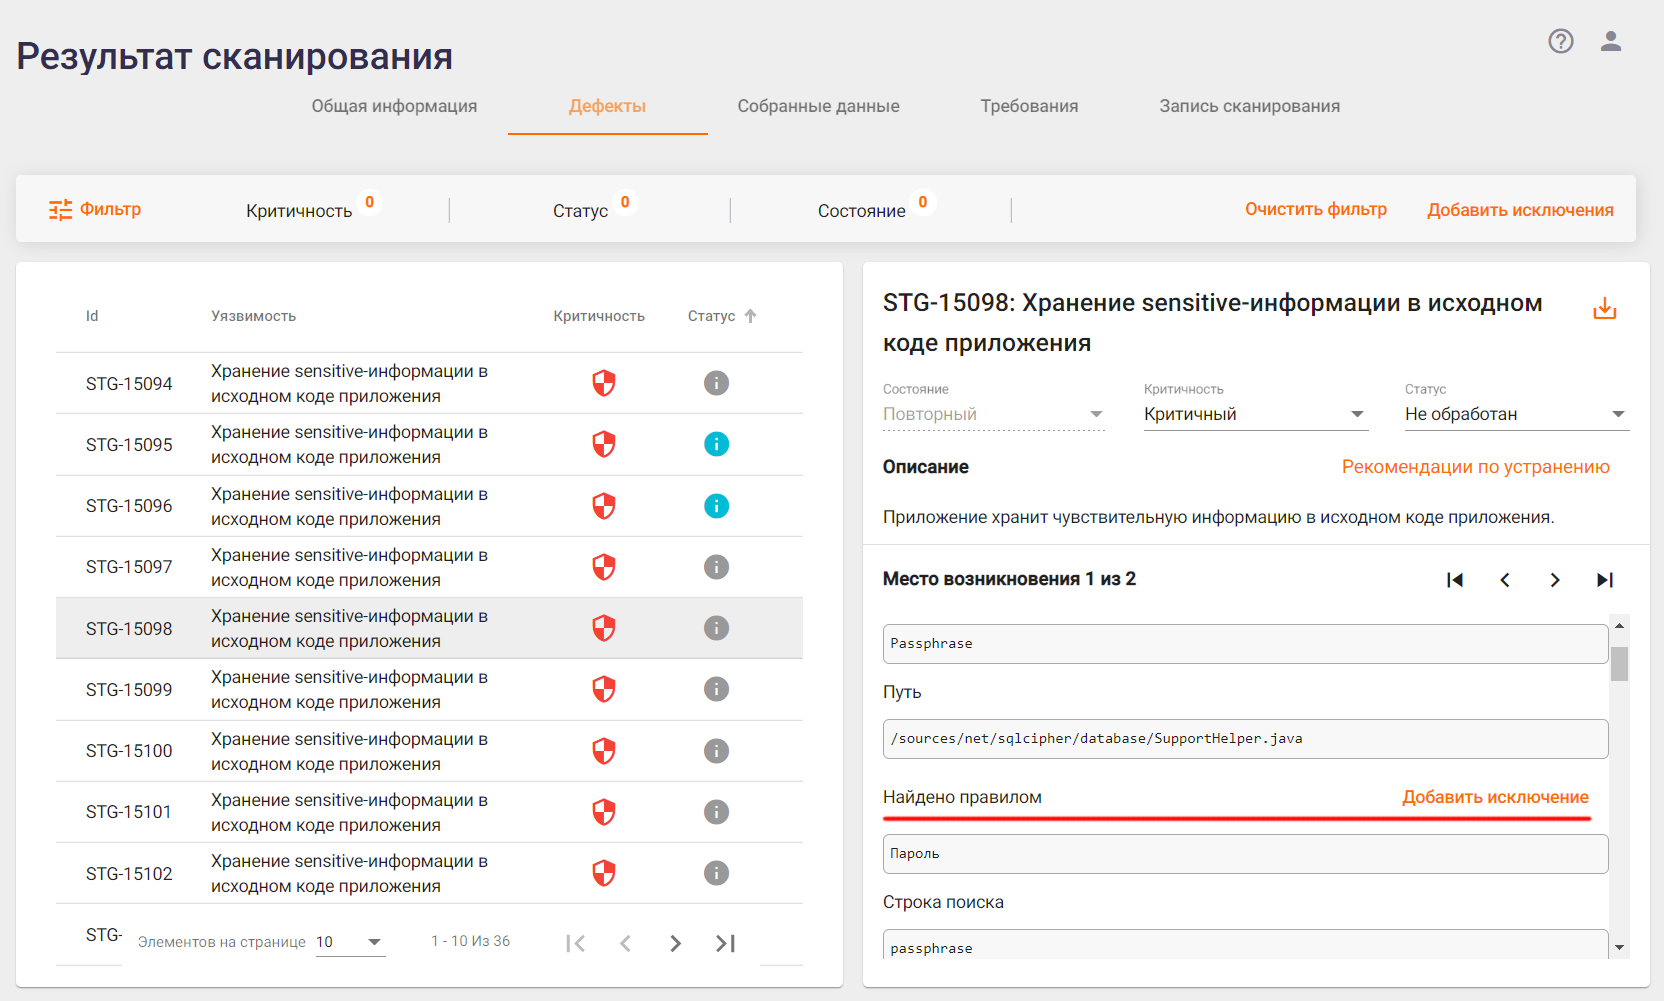 Результат сканирования
Общая информация
Дефекты
Собранные данные
Требования
Запись сканирования
Фильтр
Критичность 0
Статус 0
Состояние 0
Очистить фильтр
Добавить исключения
Id Уязвимость Критичность Статус
STG-15094 Хранение sensitive-информации в
исходном коде приложения
STG-15095 Хранение sensitive-информации в
исходном коде приложения
STG-15096 Хранение sensitive-информации в
исходном коде приложения
STG-15097 Хранение sensitive-информации в
исходном коде приложения
STG-15098 Хранение sensitive-информации в
исходном коде приложения
STG-15099 Хранение sensitive-информации в
исходном коде приложения
STG-15100 Хранение sensitive-информации в
исходном коде приложения
STG-15101 Хранение sensitive-информации в
исходном коде приложения
STG-15102 Хранение sensitive-информации в
исходном коде приложения
STG-
Элементов на странице 10 1 - 10 Из 36
STG-15098: Хранение sensitive-информации в исходном
коде приложения
Состояние Критичность Статус
Повторный Критичный Не обработан
Описание Рекомендации по устранению
Приложение хранит чувствительную информацию в исходном коде приложения.
Место возникновения 1 из 2
Passphrase
Путь
/sources/net/sqlcipher/database/SupportHelper.java
Найдено правилом Добавить исключение
Пароль
Строка поиска
passphrase